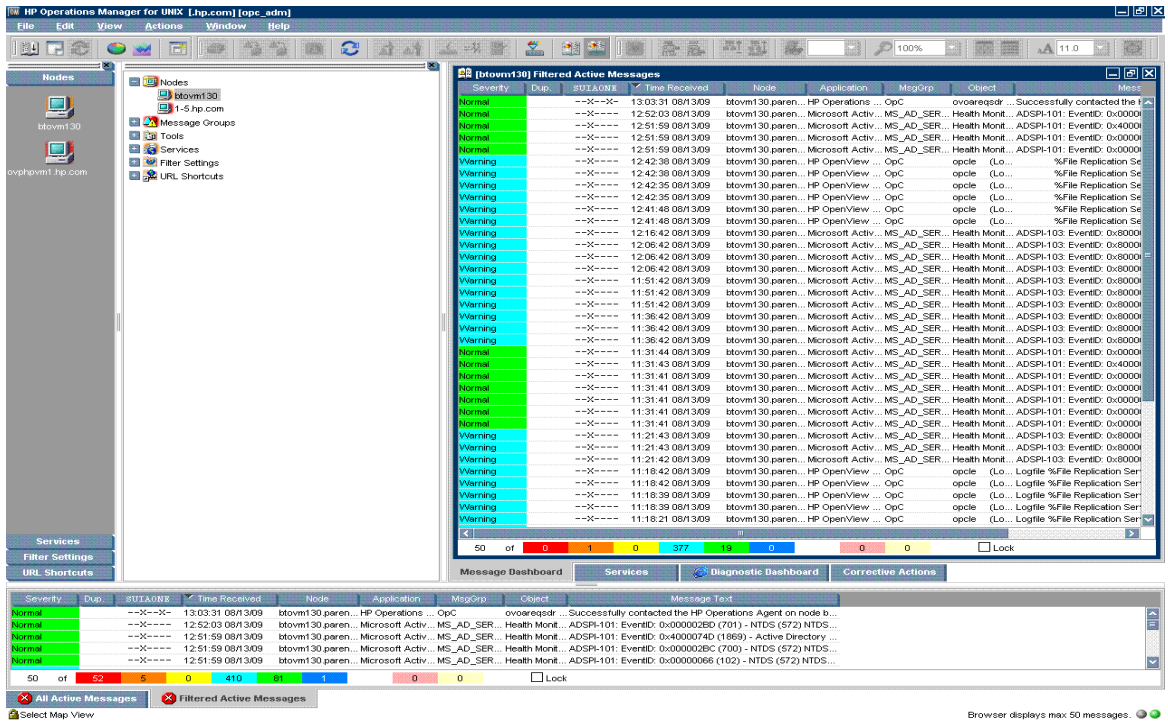 HP Operations Manager for UNIX [.hp.com] [opc_adm]
File Edit View Actions Window Help
100% 11.0
Nodes
btovm130
ovphpvm1.hp.com
Services
Filter Settings
URL Shortcuts
Nodes
btovm130
1-5.hp.com
Message Groups
Tools
Services
Filter Settings
URL Shortcuts
[btovm130] Filtered Active Messages
Severity Dup. SUIAONE Time Received Node Application MsgGrp Object Mess
Normal --X--X- 13:03:31 08/13/09 btovm130.paren... HP Operations ... OpC ovoareqsdr ... Successfully contacted the H
Normal --X---- 12:52:03 08/13/09 btovm130.paren... Microsoft Activ... MS_AD_SER... Health Monit... ADSPI-101: EventID: 0x0000
Normal --X---- 12:51:59 08/13/09 btovm130.paren... Microsoft Activ... MS_AD_SER... Health Monit... ADSPI-101: EventID: 0x4000
Normal --X---- 12:51:59 08/13/09 btovm130.paren... Microsoft Activ... MS_AD_SER... Health Monit... ADSPI-101: EventID: 0x0000
Normal --X---- 12:51:59 08/13/09 btovm130.paren... Microsoft Activ... MS_AD_SER... Health Monit... ADSPI-101: EventID: 0x0000
Warning --X---- 12:42:38 08/13/09 btovm130.paren... HP OpenView ... OpC opcle (Lo... %File Replication Se
Warning --X---- 12:42:38 08/13/09 btovm130.paren... HP OpenView ... OpC opcle (Lo... %File Replication Se
Warning --X---- 12:42:35 08/13/09 btovm130.paren... HP OpenView ... OpC opcle (Lo... %File Replication Se
Warning --X---- 12:42:35 08/13/09 btovm130.paren... HP OpenView ... OpC opcle (Lo... %File Replication Se
Warning --X---- 12:41:48 08/13/09 btovm130.paren... HP OpenView ... OpC opcle (Lo... %File Replication Se
Warning --X---- 12:41:48 08/13/09 btovm130.paren... HP OpenView ... OpC opcle (Lo... %File Replication Se
Warning --X---- 12:16:42 08/13/09 btovm130.paren... Microsoft Activ... MS_AD_SER... Health Monit... ADSPI-103: EventID: 0x8000
Warning --X---- 12:06:42 08/13/09 btovm130.paren... Microsoft Activ... MS_AD_SER... Health Monit... ADSPI-103: EventID: 0x8000
Warning --X---- 12:06:42 08/13/09 btovm130.paren... Microsoft Activ... MS_AD_SER... Health Monit... ADSPI-103: EventID: 0x8000
Warning --X---- 12:06:42 08/13/09 btovm130.paren... Microsoft Activ... MS_AD_SER... Health Monit... ADSPI-103: EventID: 0x8000
Warning --X---- 11:51:42 08/13/09 btovm130.paren... Microsoft Activ... MS_AD_SER... Health Monit... ADSPI-103: EventID: 0x8000
Warning --X---- 11:51:42 08/13/09 btovm130.paren... Microsoft Activ... MS_AD_SER... Health Monit... ADSPI-103: EventID: 0x8000
Warning --X---- 11:51:42 08/13/09 btovm130.paren... Microsoft Activ... MS_AD_SER... Health Monit... ADSPI-103: EventID: 0x8000
Warning --X---- 11:36:42 08/13/09 btovm130.paren... Microsoft Activ... MS_AD_SER... Health Monit... ADSPI-103: EventID: 0x8000
Warning --X---- 11:36:42 08/13/09 btovm130.paren... Microsoft Activ... MS_AD_SER... Health Monit... ADSPI-103: EventID: 0x8000
Warning --X---- 11:36:42 08/13/09 btovm130.paren... Microsoft Activ... MS_AD_SER... Health Monit... ADSPI-103: EventID: 0x8000
Normal --X---- 11:31:44 08/13/09 btovm130.paren... Microsoft Activ... MS_AD_SER... Health Monit... ADSPI-101: EventID: 0x0000
Normal --X---- 11:31:43 08/13/09 btovm130.paren... Microsoft Activ... MS_AD_SER... Health Monit... ADSPI-101: EventID: 0x4000
Normal --X---- 11:31:41 08/13/09 btovm130.paren... Microsoft Activ... MS_AD_SER... Health Monit... ADSPI-101: EventID: 0x0000
Normal --X---- 11:31:41 08/13/09 btovm130.paren... Microsoft Activ... MS_AD_SER... Health Monit... ADSPI-101: EventID: 0x0000
Normal --X---- 11:31:41 08/13/09 btovm130.paren... Microsoft Activ... MS_AD_SER... Health Monit... ADSPI-101: EventID: 0x0000
Normal --X---- 11:31:41 08/13/09 btovm130.paren... Microsoft Activ... MS_AD_SER... Health Monit... ADSPI-101: EventID: 0x0000
Normal --X---- 11:31:41 08/13/09 btovm130.paren... Microsoft Activ... MS_AD_SER... Health Monit... ADSPI-101: EventID: 0x0000
Warning --X---- 11:21:43 08/13/09 btovm130.paren... Microsoft Activ... MS_AD_SER... Health Monit... ADSPI-103: EventID: 0x8000
Warning --X---- 11:21:43 08/13/09 btovm130.paren... Microsoft Activ... MS_AD_SER... Health Monit... ADSPI-103: EventID: 0x8000
Warning --X---- 11:21:42 08/13/09 btovm130.paren... Microsoft Activ... MS_AD_SER... Health Monit... ADSPI-103: EventID: 0x8000
Warning --X---- 11:18:42 08/13/09 btovm130.paren... HP OpenView ... OpC opcle (Lo... Logfile %File Replication Ser
Warning --X---- 11:18:39 08/13/09 btovm130.paren... HP OpenView ... OpC opcle (Lo... Logfile %File Replication Ser
Warning --X---- 11:18:39 08/13/09 btovm130.paren... HP OpenView ... OpC opcle (Lo... Logfile %File Replication Ser
Warning --X---- 11:18:21 08/13/09 btovm130.paren... HP OpenView ... OpC opcle (Lo... Logfile %File Replication Ser
50 of 0 1 0 377 19 0 0 0 Lock
Message Dashboard Services Diagnostic Dashboard Corrective Actions
Severity Dup. SUIAONE Time Received Node Application MsgGrp Object Message Text
Normal --X--X- 13:03:31 08/13/09 btovm130.paren... HP Operations ... OpC ovoareqsdr ... Successfully contacted the HP Operations Agent on node b...
Normal --X---- 12:52:03 08/13/09 btovm130.paren... Microsoft Activ... MS_AD_SER... Health Monit... ADSPI-101: EventID: 0x000002BD (701) - NTDS (572) NTDS...
Normal --X---- 12:51:59 08/13/09 btovm130.paren... Microsoft Activ... MS_AD_SER... Health Monit... ADSPI-101: EventID: 0x4000074D (1869) - Active Directory ...
Normal --X---- 12:51:59 08/13/09 btovm130.paren... Microsoft Activ... MS_AD_SER... Health Monit... ADSPI-101: EventID: 0x000002BC (700) - NTDS (572) NTDS...
Normal --X---- 12:51:59 08/13/09 btovm130.paren... Microsoft Activ... MS_AD_SER... Health Monit... ADSPI-101: EventID: 0x00000066 (102) - NTDS (572) NTDS...
50 of 52 5 0 410 81 1 0 0 Lock
All Active Messages Filtered Active Messages
Select Map View Browser displays max 50 messages.